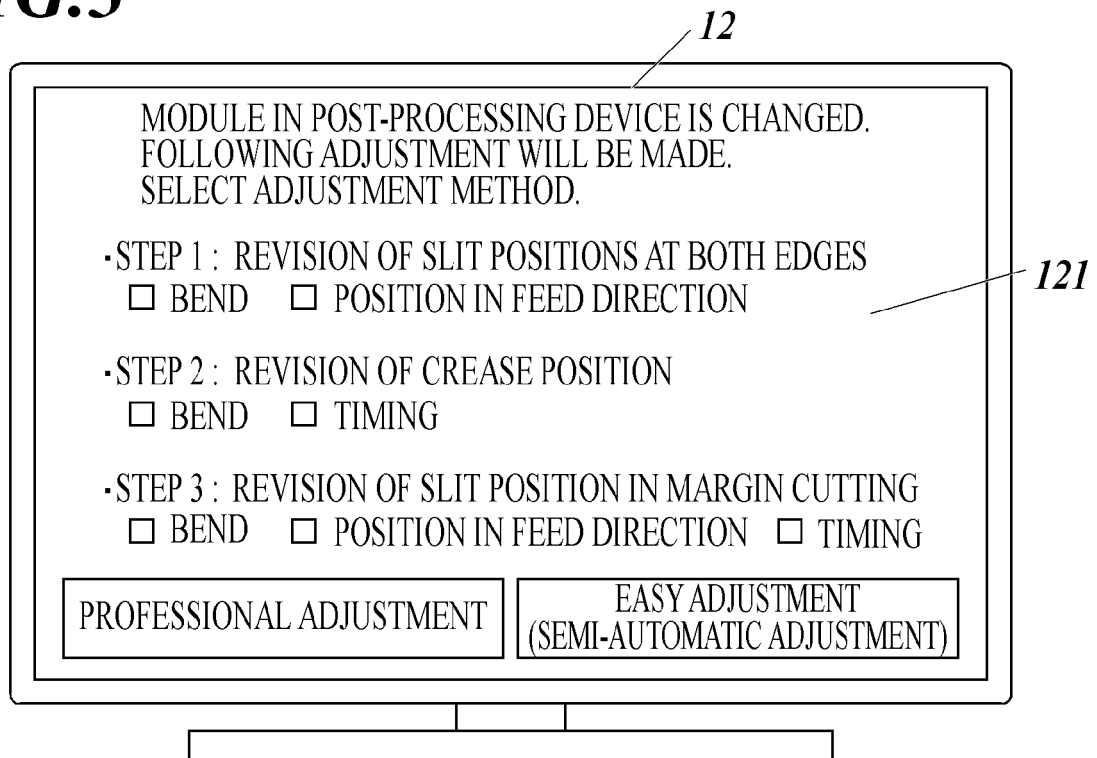 12
MODULE IN POST-PROCESSING DEVICE IS CHANGED.
FOLLOWING ADJUSTMENT WILL BE MADE.
SELECT ADJUSTMENT METHOD.
▪STEP 1 : REVISION OF SLIT POSITIONS AT BOTH EDGES
☐ BEND ☐ POSITION IN FEED DIRECTION
121
▪STEP 2 : REVISION OF CREASE POSITION
☐ BEND ☐ TIMING
▪STEP 3 : REVISION OF SLIT POSITION IN MARGIN CUTTING
☐ BEND ☐ POSITION IN FEED DIRECTION ☐ TIMING
PROFESSIONAL ADJUSTMENT
EASY ADJUSTMENT
(SEMI-AUTOMATIC ADJUSTMENT)